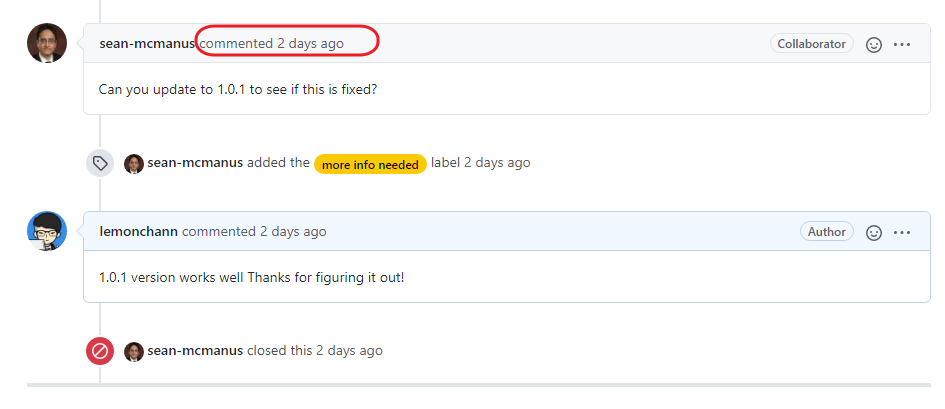 sean-mcmanus commented 2 days ago Collaborator
Can you update to 1.0.1 to see if this is fixed?
sean-mcmanus added the more info needed label 2 days ago
lemonchann commented 2 days ago Author
1.0.1 version works well Thanks for figuring it out!
sean-mcmanus closed this 2 days ago